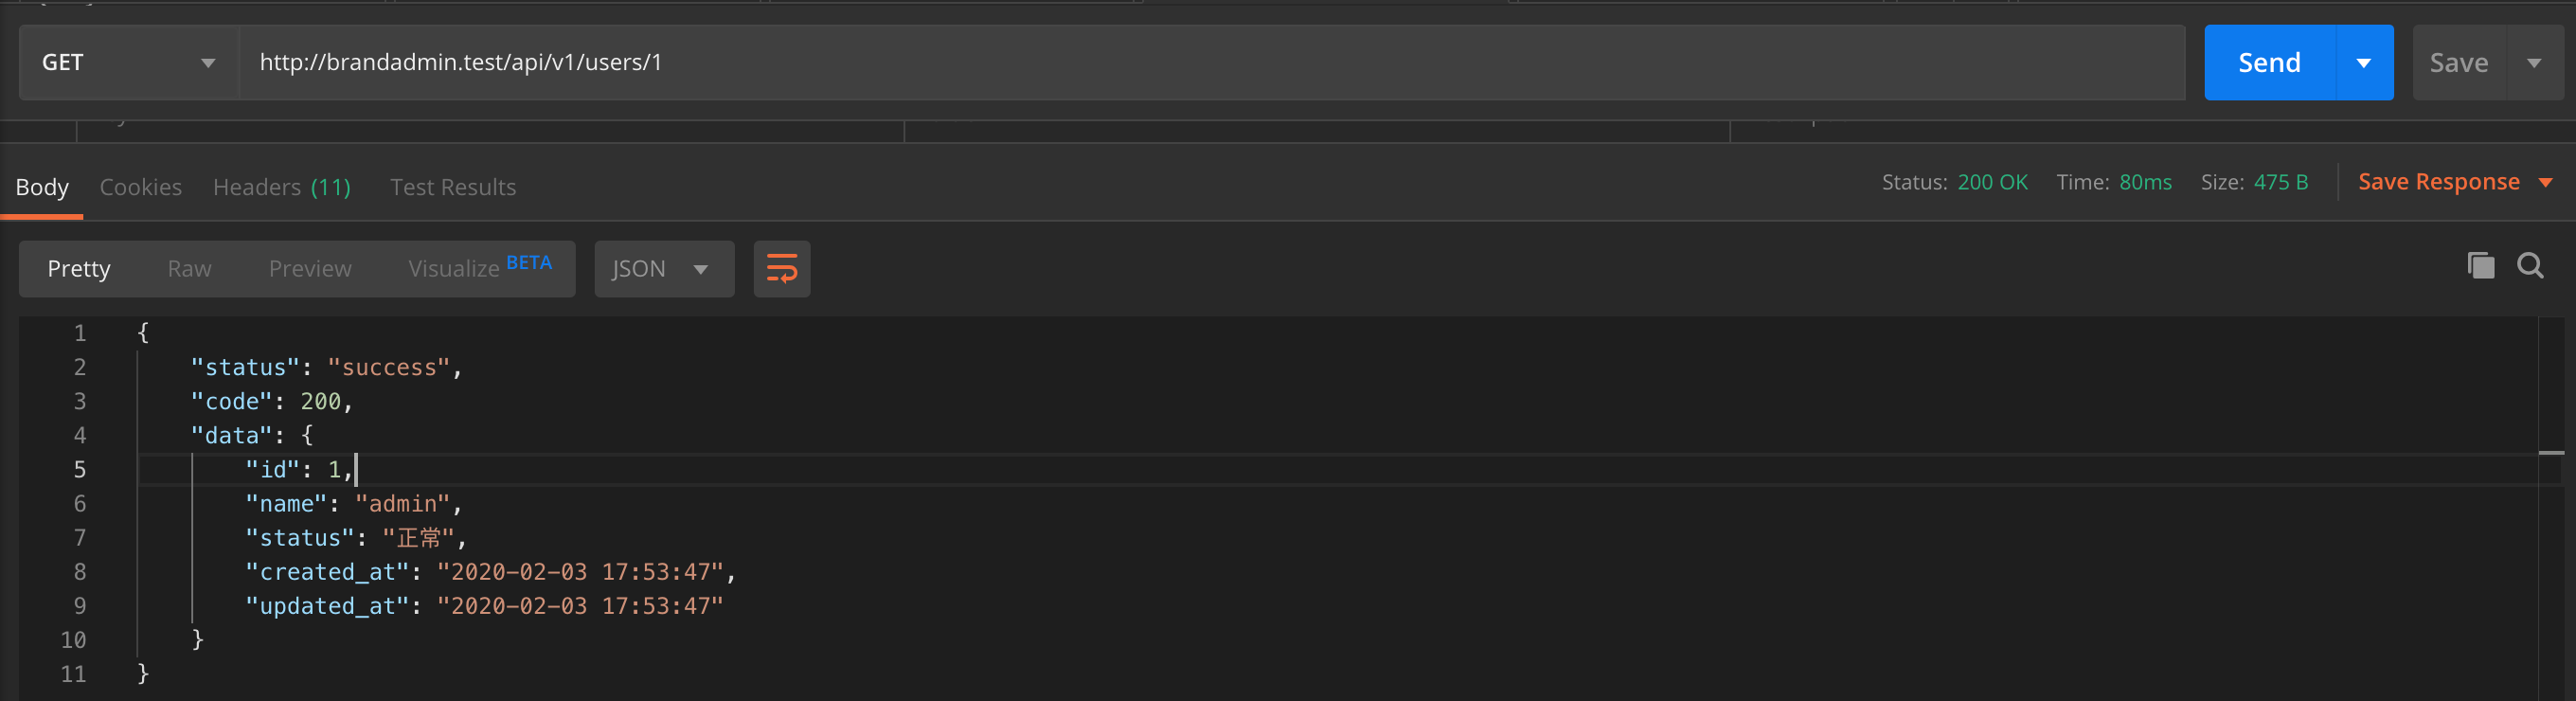 GET http://brandadmin.test/api/v1/users/1 Send Save
Body Cookies Headers (11) Test Results Status: 200 OK Time: 80ms Size: 475 B Save Response
Pretty Raw Preview Visualize BETA JSON
1 {
2 "status": "success",
3 "code": 200,
4 "data": {
5 "id": 1,
6 "name": "admin",
7 "status": "正常",
8 "created_at": "2020-02-03 17:53:47",
9 "updated_at": "2020-02-03 17:53:47"
10 }
11 }